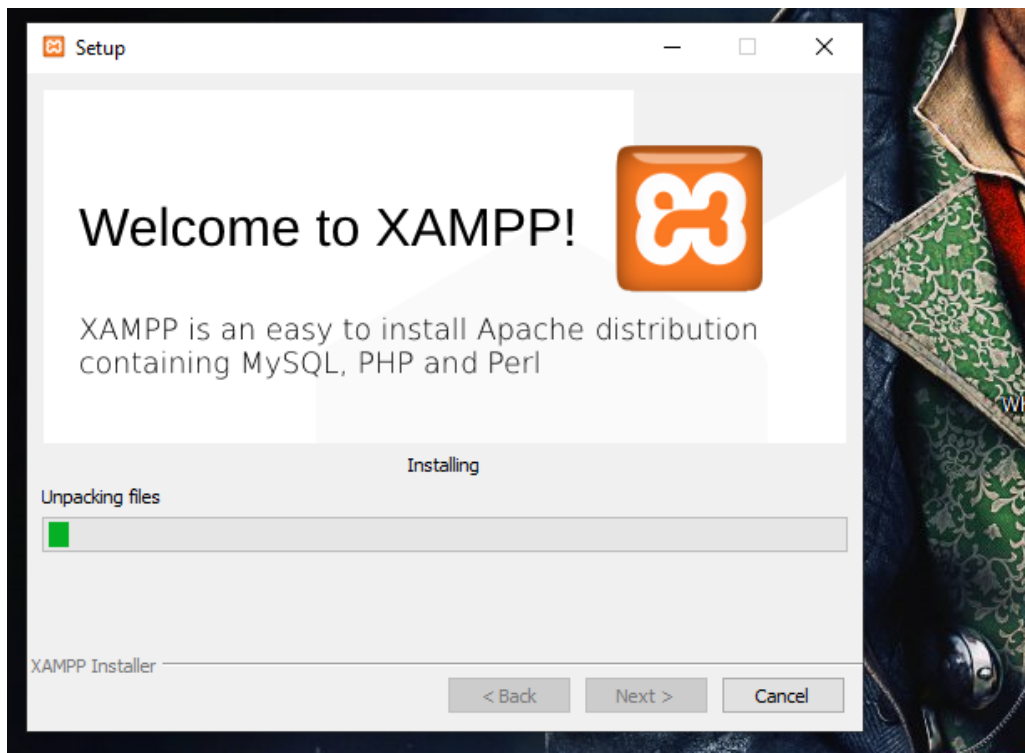 Setup
Welcome to XAMPP!
XAMPP is an easy to install Apache distribution
containing MySQL, PHP and Perl
Installing
Unpacking files
XAMPP Installer
< Back
Next >
Cancel